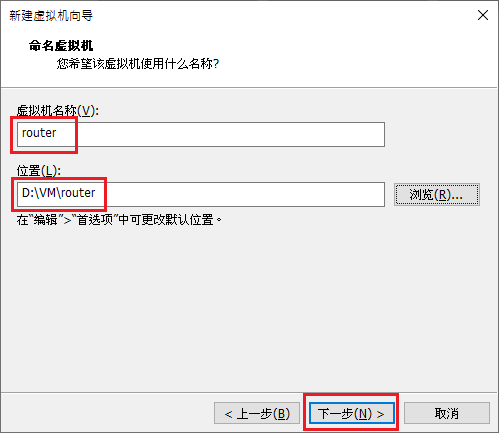 新建虚拟机向导
命名虚拟机
您希望该虚拟机使用什么名称?
虚拟机名称(V):
router
位置(L):
D:\VM\router
浏览(R)...
在“编辑”>“首选项”中可更改默认位置。
< 上一步(B)
下一步(N) >
取消